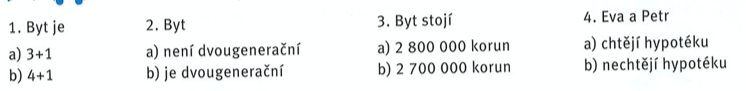 1. Byt je
a) 3+1
b) 4+1
2. Byt
a) není dvougenerační
b) je dvougenerační
3. Byt stojí
a) 2 800 000 korun
b) 2 700 000 korun
4. Eva a Petr
a) chtějí hypotéku
b) nechtějí hypotéku